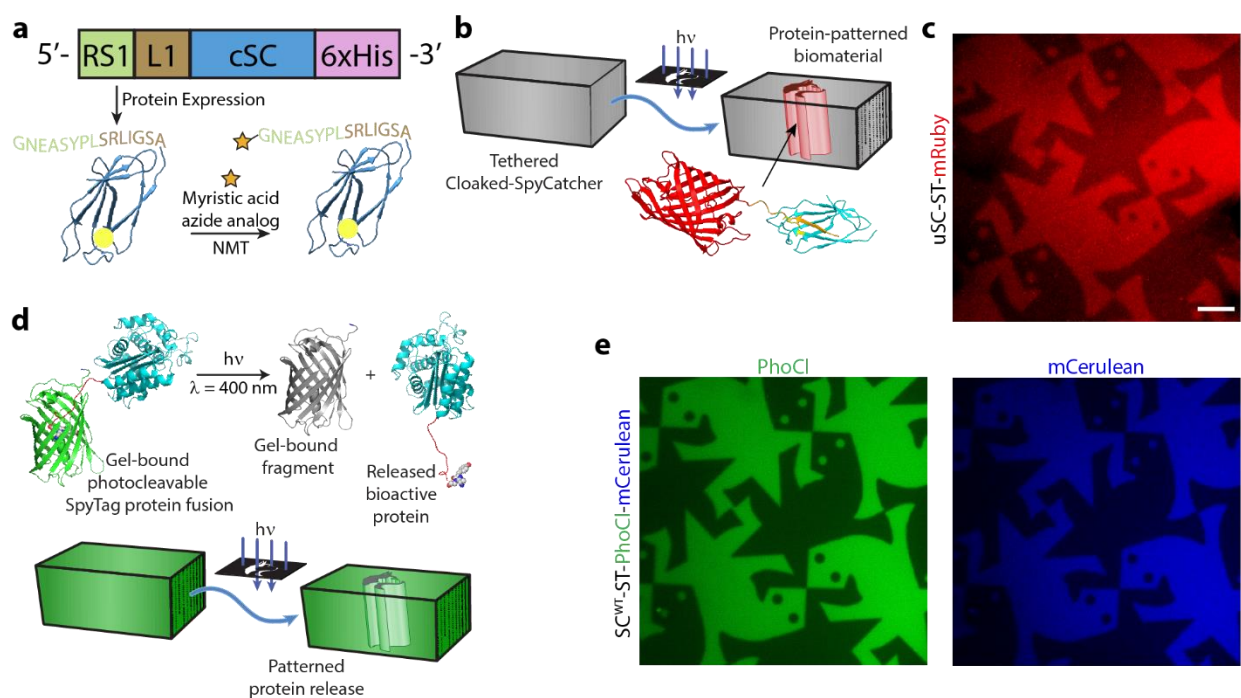 a
5′- RS1 L1 cSC 6xHis -3′
Protein Expression
GNEASYPLSRLIGSA
GNEASYPLSRLIGSA
Myristic acid
azide analog
NMT
b
hν
Protein-patterned
biomaterial
Tethered
Cloaked-SpyCatcher
c
uSC-ST-mRuby
d
hν
λ = 400 nm
+
Gel-bound
photocleavable
SpyTag protein fusion
Gel-bound
fragment
Released
bioactive
protein
hν
Patterned
protein release
e
PhoCl
mCerulean
SCWT-ST-PhoCl-mCerulean